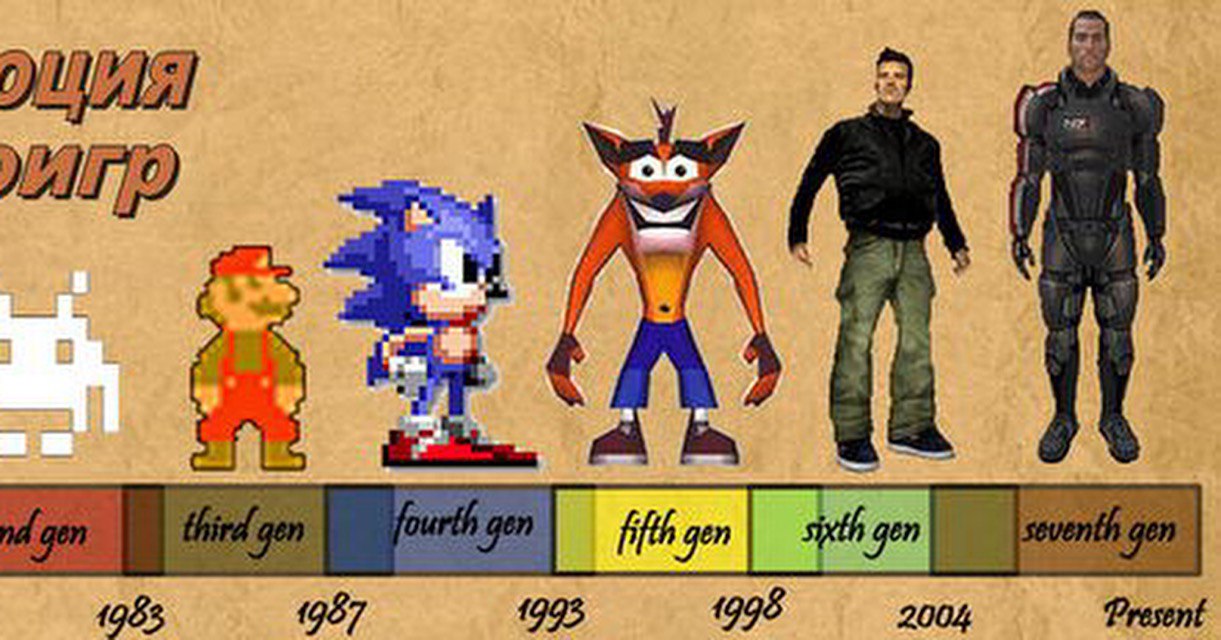 оция
оигр
nd gen third gen fourth gen fifth gen sixth gen seventh gen
1983 1987 1993 1998 2004 Present
N7